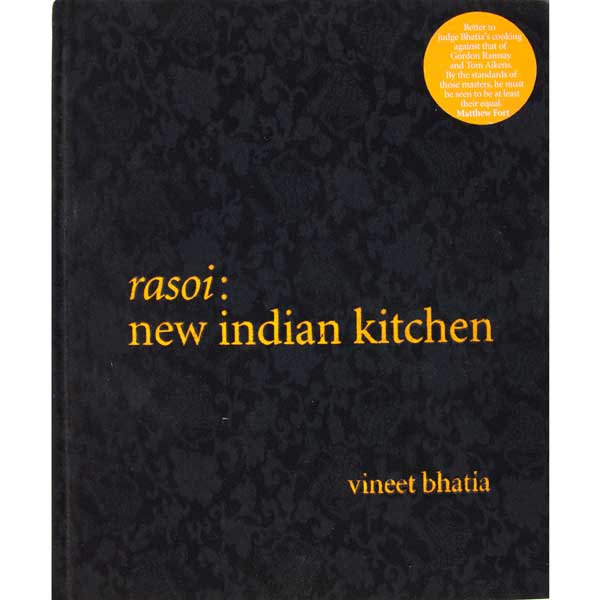 Better to
judge Bhatia's cooking
against that of
Gordon Ramsay
and Tom Aikens.
By the standards of
those masters, he must
be seen to be at least
their equal.
Matthew Fort
rasoi:
new indian kitchen
vineet bhatia